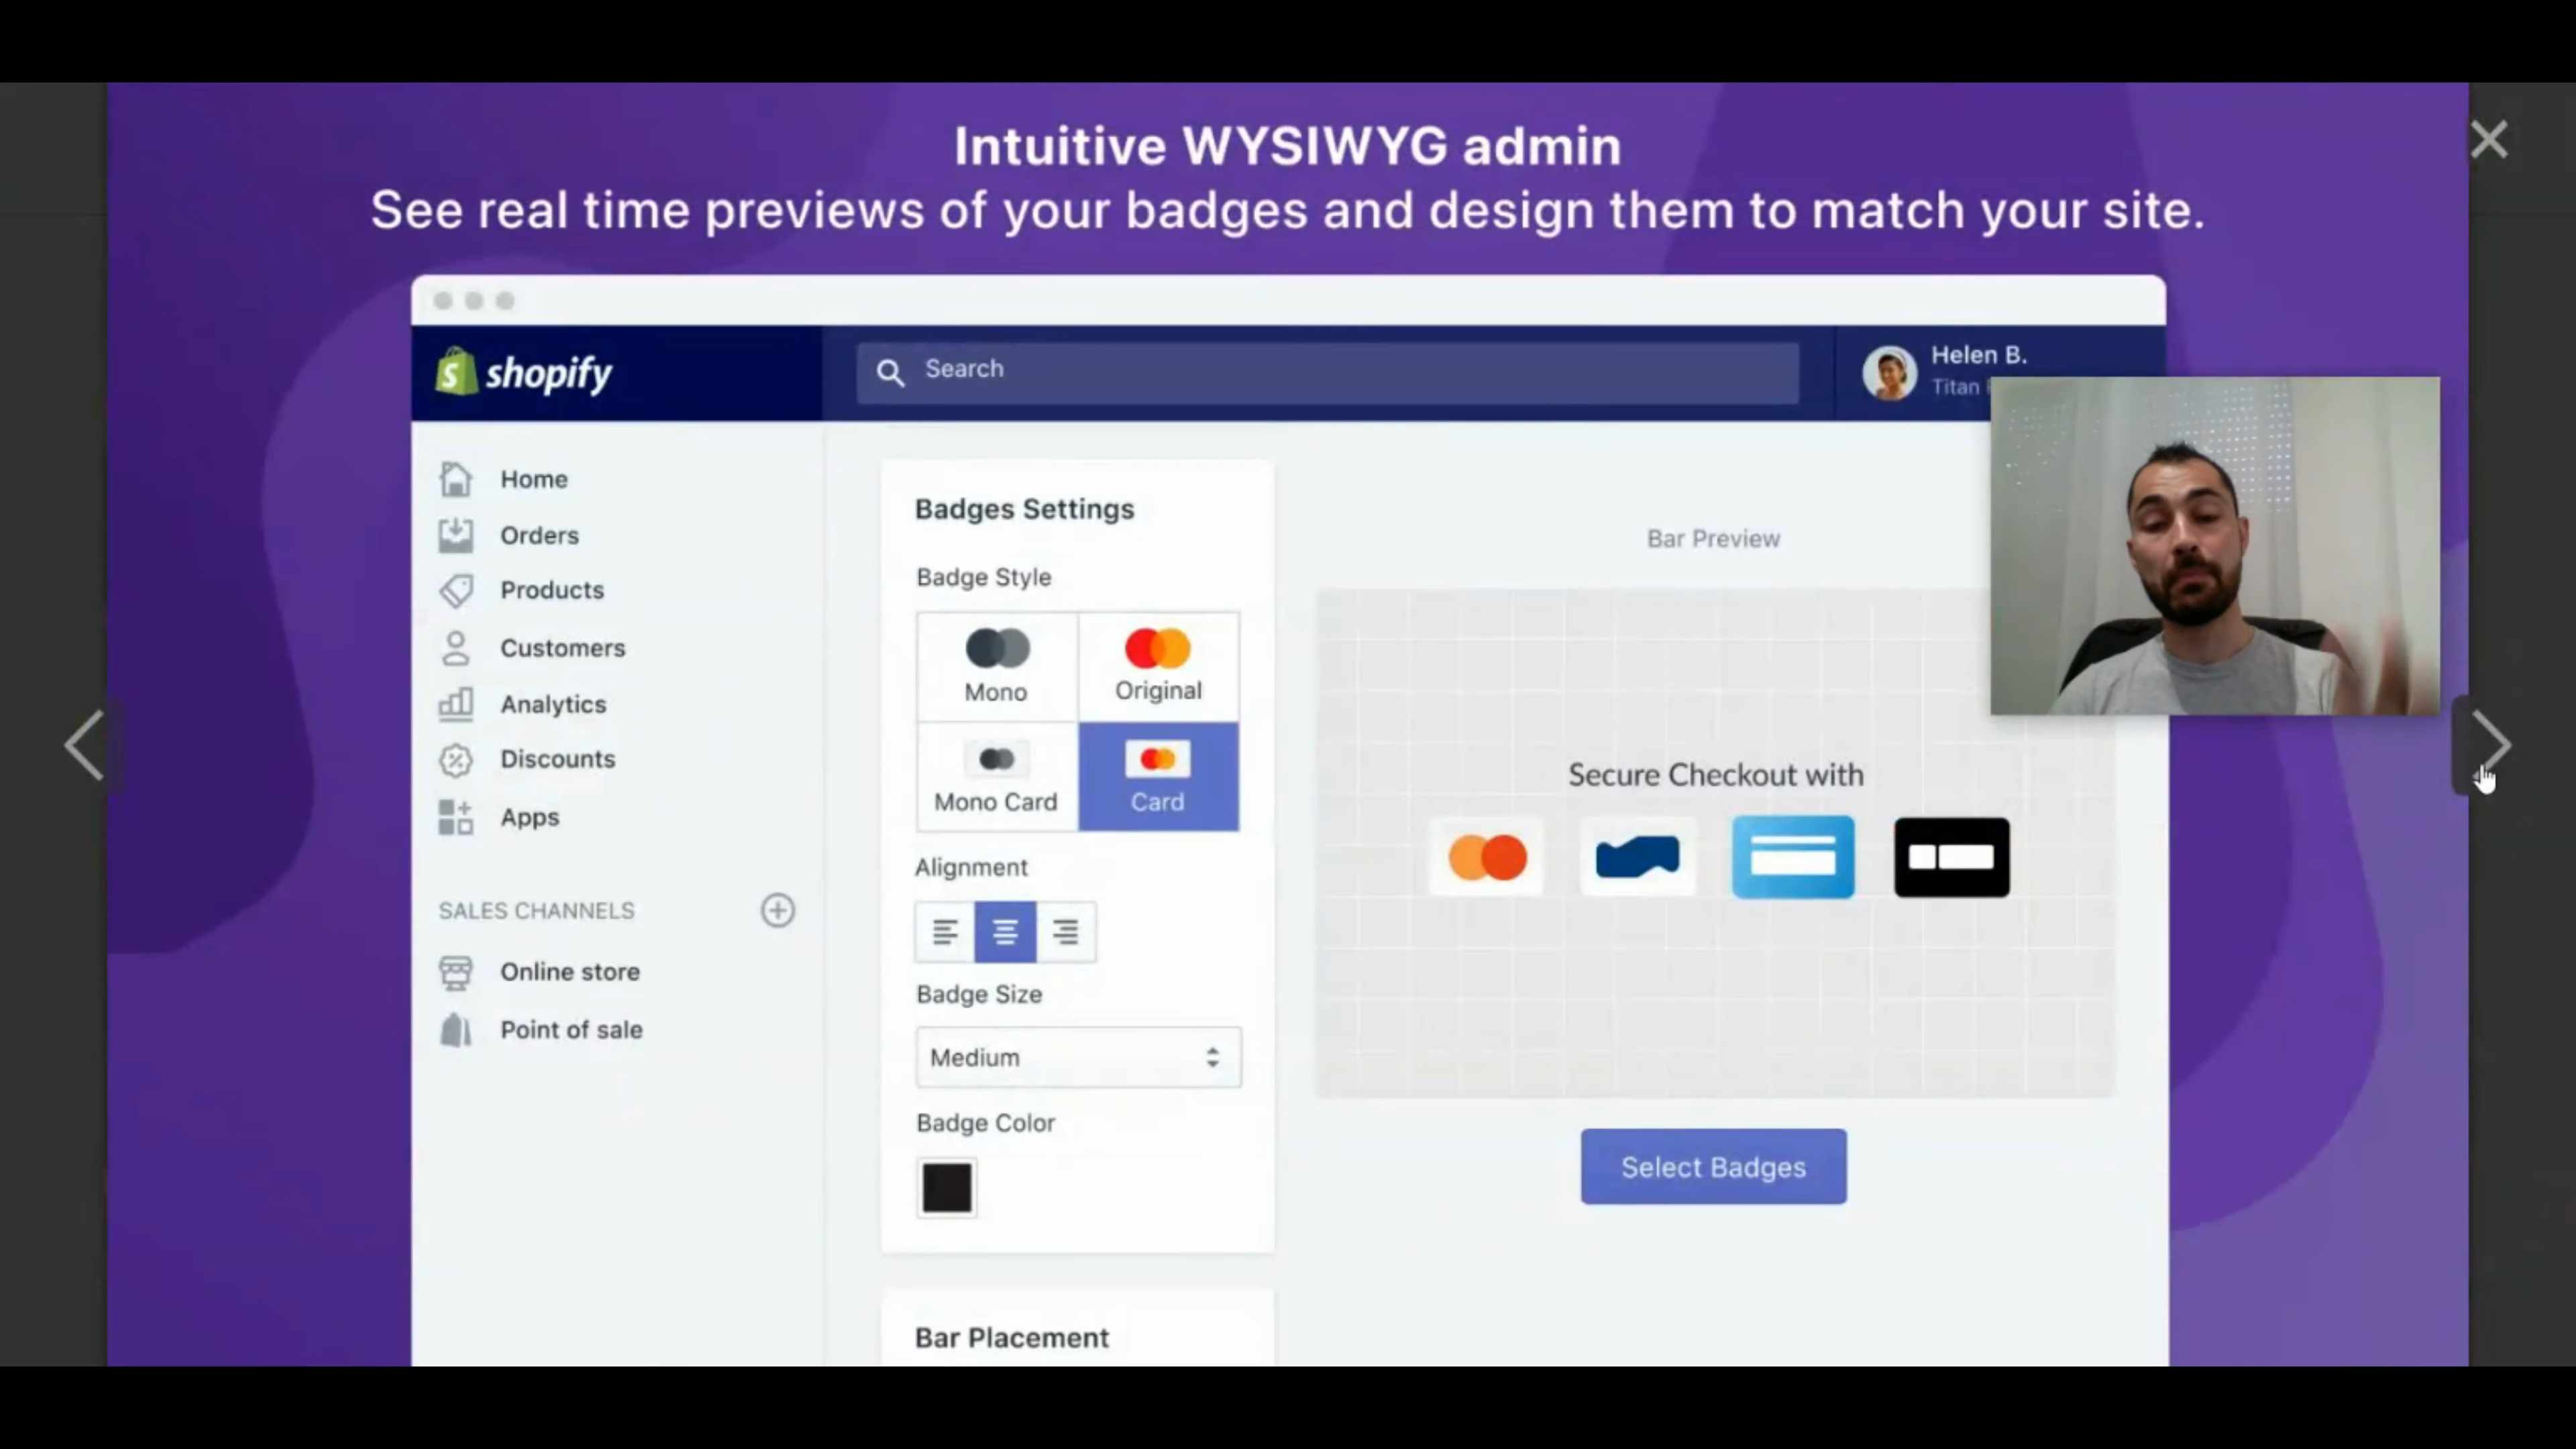 Intuitive WYSIWYG admin
See real time previews of your badges and design them to match your site.
shopify
Search
Helen B.
Titan
Home
Orders
Products
Customers
Analytics
Discounts
Apps
SALES CHANNELS
Online store
Point of sale
Badges Settings
Badge Style
Mono
Original
Mono Card
Card
Alignment
Badge Size
Medium
Badge Color
Bar Placement
Bar Preview
Secure Checkout with
Select Badges